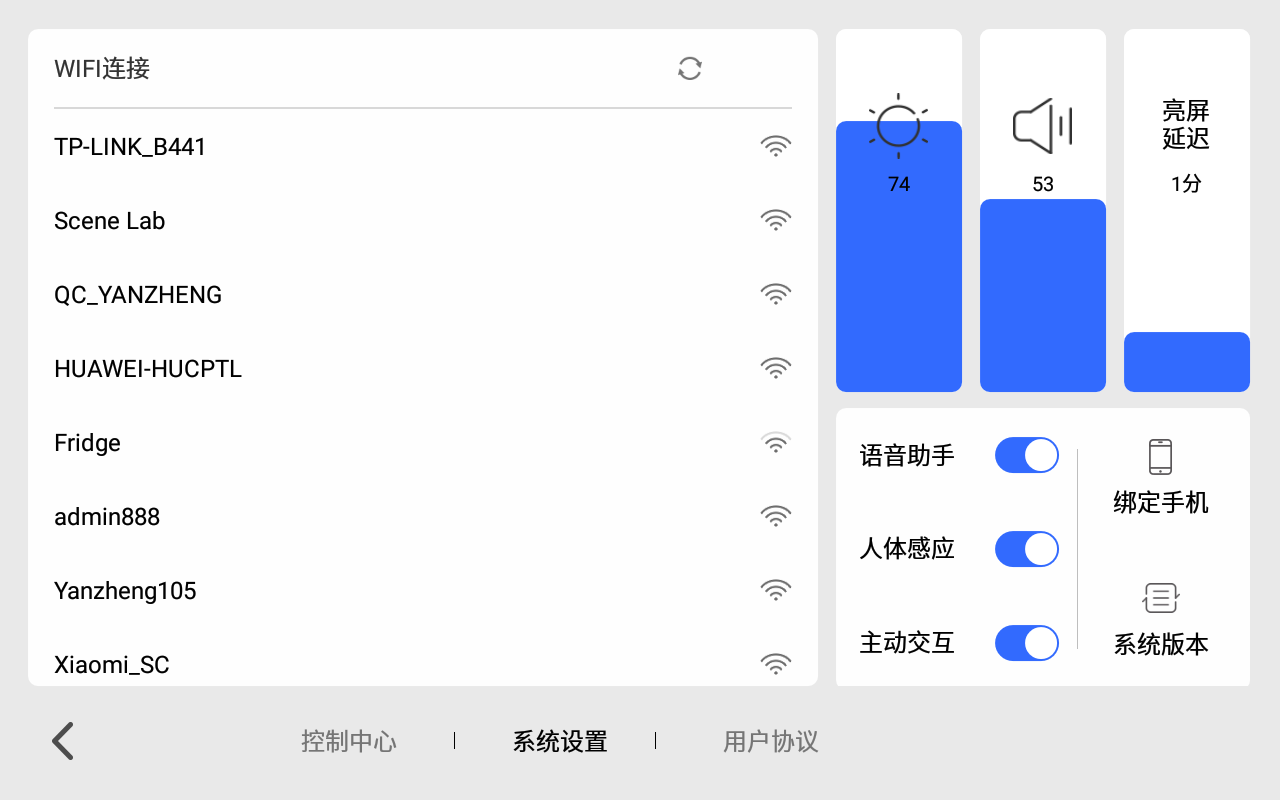 WIFI连接
TP-LINK_B441
Scene Lab
QC_YANZHENG
HUAWEI-HUCPTL
Fridge
admin888
Yanzheng105
Xiaomi_SC
74
53
亮屏
延迟
1分
语音助手
人体感应
主动交互
绑定手机
系统版本
控制中心
系统设置
用户协议